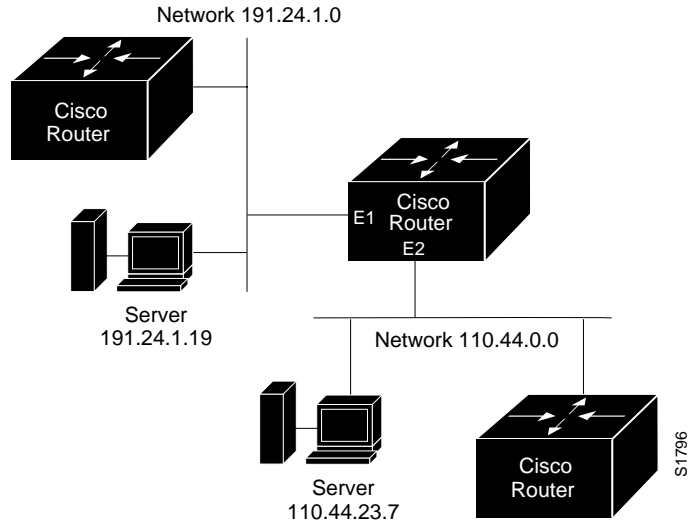 Network 191.24.1.0
Cisco
Router
Cisco
Router
E1
E2
Server
191.24.1.19
Network 110.44.0.0
Server
110.44.23.7
Cisco
Router
S1796